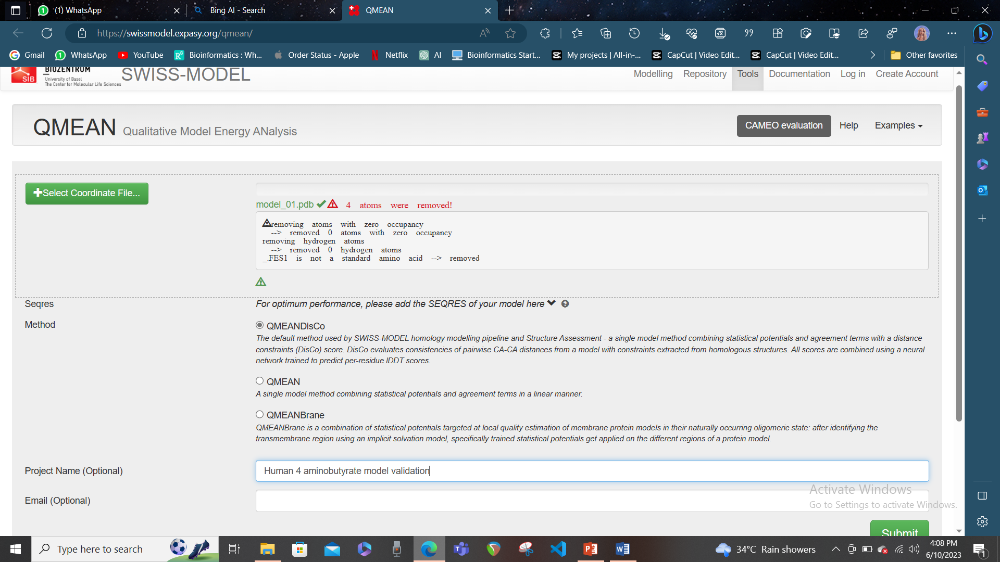 (1) WhatsApp
Bing AI - Search
QMEAN
https://swissmodel.expasy.org/qmean/
Gmail
WhatsApp
YouTube
Bioinformatics : Wh...
Order Status - Apple
Netflix
AI
Bioinformatics Start...
My projects | All-in-...
CapCut | Video Edit...
CapCut | Video Edit...
Other favorites
SIB
BIOZENTRUM
University of Basel
The Center for Molecular Life Sciences
SWISS-MODEL
Modelling
Repository
Tools
Documentation
Log in
Create Account
QMEAN Qualitative Model Energy ANalysis
CAMEO evaluation
Help
Examples
Select Coordinate File...
model_01.pdb 4 atoms were removed!
removing atoms with zero occupancy
--> removed 0 atoms with zero occupancy
removing hydrogen atoms
--> removed 0 hydrogen atoms
_.FES1 is not a standard amino acid --> removed
Seqres
For optimum performance, please add the SEQRES of your model here
Method
QMEANDisCo
The default method used by SWISS-MODEL homology modelling pipeline and Structure Assessment - a single model method combining statistical potentials and agreement terms with a distance
constraints (DisCo) score. DisCo evaluates consistencies of pairwise CA-CA distances from a model with constraints extracted from homologous structures. All scores are combined using a neural
network trained to predict per-residue lDDT scores.
QMEAN
A single model method combining statistical potentials and agreement terms in a linear manner.
QMEANBrane
QMEANBrane is a combination of statistical potentials targeted at local quality estimation of membrane protein models in their naturally occurring oligomeric state: after identifying the
transmembrane region using an implicit solvation model, specifically trained statistical potentials get applied on the different regions of a protein model.
Project Name (Optional)
Human 4 aminobutyrate model validation
Email (Optional)
Activate Windows
Go to Settings to activate Windows.
Submit
Type here to search
34°C Rain showers
4:08 PM
6/10/2023
1